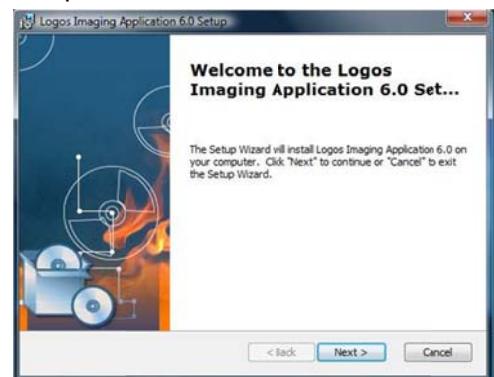 Logos Imaging Application 6.0 Setup
Welcome to the Logos
Imaging Application 6.0 Set...
The Setup Wizard will install Logos Imaging Application 6.0 on
your computer. Click "Next" to continue or "Cancel" to exit
the Setup Wizard.
< Back
Next >
Cancel